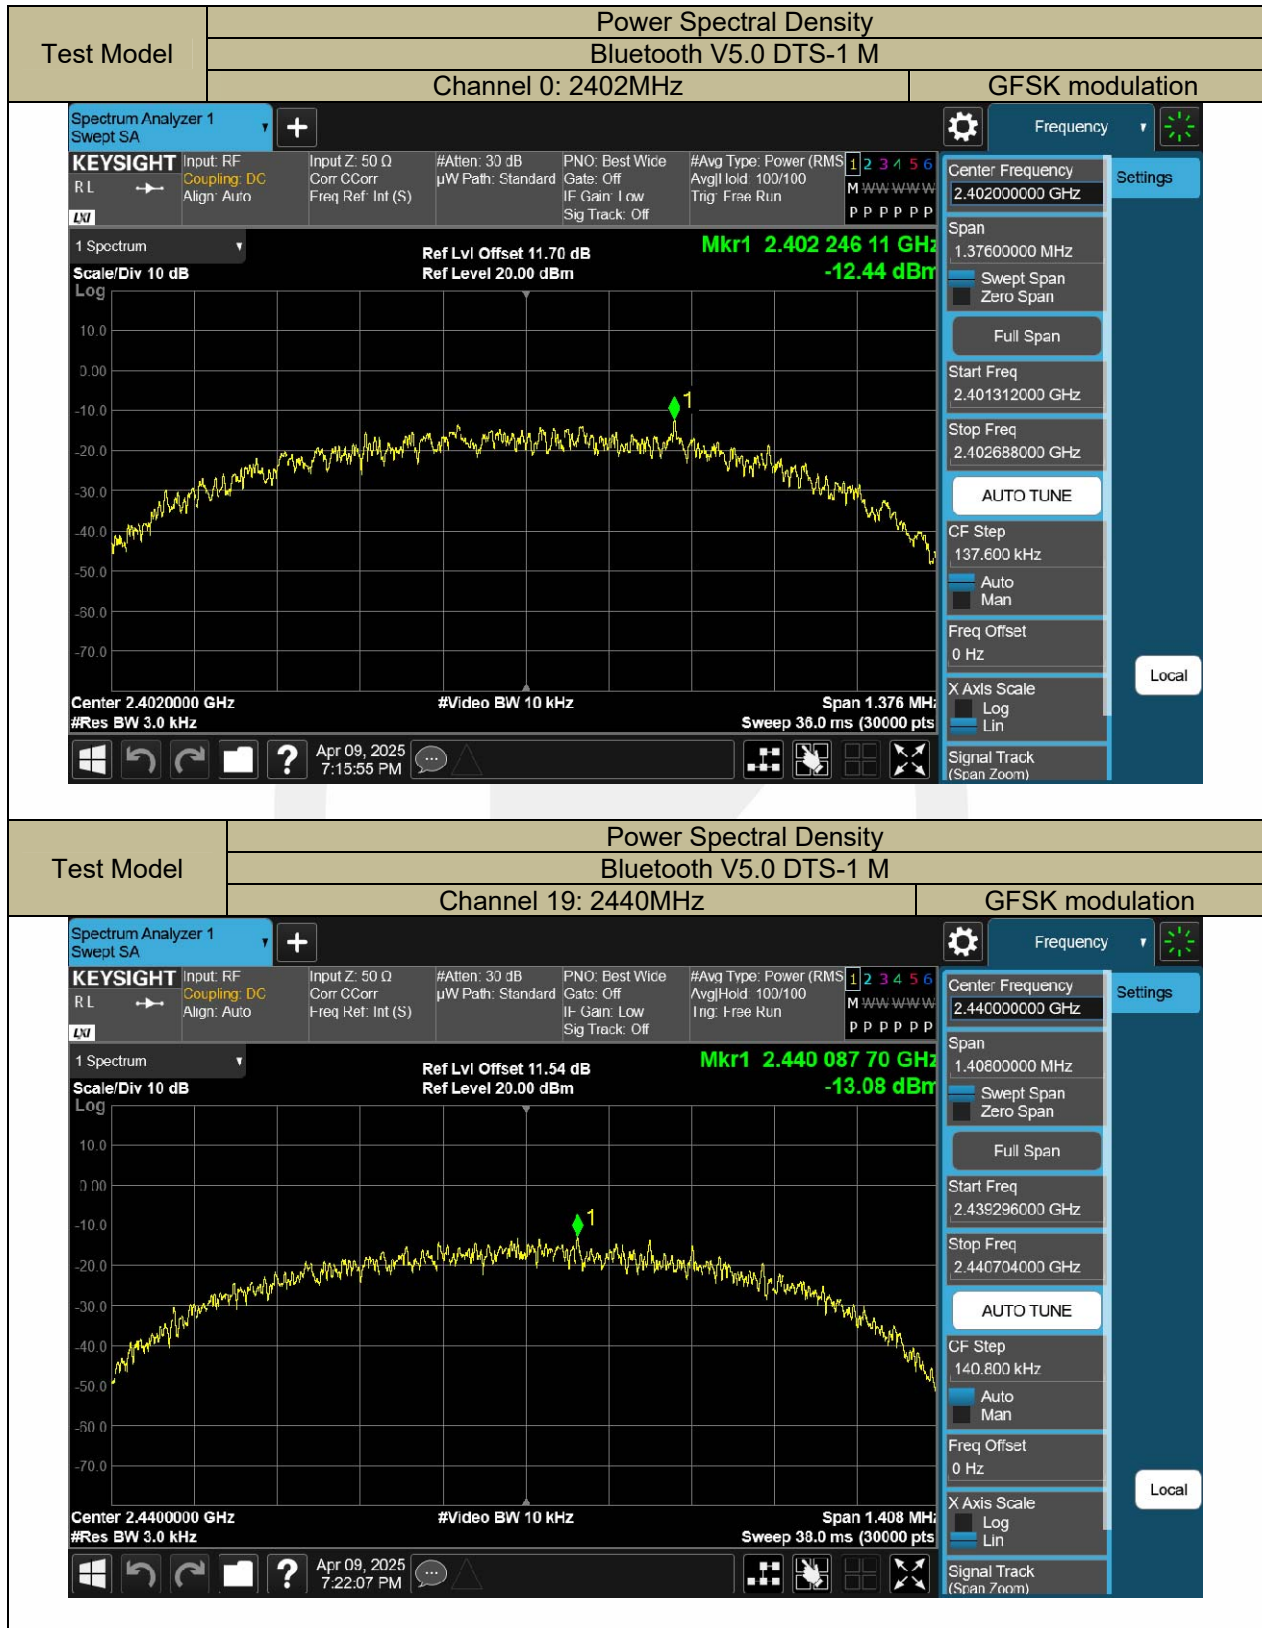 Test Model
Power Spectral Density
Bluetooth V5.0 DTS-1 M
Channel 0: 2402MHz
GFSK modulation
Spectrum Analyzer 1
Swept SA
Frequency
KEYSIGHT
R L
LXI
Input: RF
Coupling: DC
Align: Auto
Input Z: 50 Ω
Corr CCorr
Freq Ref: Int (S)
#Atten: 30 dB
µW Path: Standard
PNO: Best Wide
Gate: Off
IF Gain: Low
Sig Track: Off
#Avg Type: Power (RMS
Avg|Hold: 100/100
Trig: Free Run
1 2 3 4 5 6
M W W W W W
P P P P P P
Center Frequency
2.402000000 GHz
Settings
1 Spectrum
Scale/Div 10 dB
Log
Ref Lvl Offset 11.70 dB
Ref Level 20.00 dBm
Mkr1 2.402 246 11 GHz
-12.44 dBm
Span
1.37600000 MHz
Swept Span
Zero Span
Full Span
Start Freq
2.401312000 GHz
Stop Freq
2.402688000 GHz
AUTO TUNE
CF Step
137.600 kHz
Auto
Man
Freq Offset
0 Hz
X Axis Scale
Log
Lin
Signal Track
(Span Zoom)
Local
10.0
0.00
-10.0
-20.0
-30.0
-40.0
-50.0
-60.0
-70.0
1
Center 2.4020000 GHz
#Res BW 3.0 kHz
#Video BW 10 kHz
Span 1.376 MHz
Sweep 36.0 ms (30000 pts
Apr 09, 2025
7:15:55 PM
Test Model
Power Spectral Density
Bluetooth V5.0 DTS-1 M
Channel 19: 2440MHz
GFSK modulation
Spectrum Analyzer 1
Swept SA
Frequency
KEYSIGHT
R L
LXI
Input: RF
Coupling: DC
Align: Auto
Input Z: 50 Ω
Corr CCorr
Freq Ref: Int (S)
#Atten: 30 dB
µW Path: Standard
PNO: Best Wide
Gate: Off
IF Gain: Low
Sig Track: Off
#Avg Type: Power (RMS
Avg|Hold: 100/100
Trig: Free Run
1 2 3 4 5 6
M W W W W W
P P P P P P
Center Frequency
2.440000000 GHz
Settings
1 Spectrum
Scale/Div 10 dB
Log
Ref Lvl Offset 11.54 dB
Ref Level 20.00 dBm
Mkr1 2.440 087 70 GHz
-13.08 dBm
Span
1.40800000 MHz
Swept Span
Zero Span
Full Span
Start Freq
2.439296000 GHz
Stop Freq
2.440704000 GHz
AUTO TUNE
CF Step
140.800 kHz
Auto
Man
Freq Offset
0 Hz
X Axis Scale
Log
Lin
Signal Track
(Span Zoom)
Local
10.0
0.00
-10.0
-20.0
-30.0
-40.0
-50.0
-60.0
-70.0
1
Center 2.4400000 GHz
#Res BW 3.0 kHz
#Video BW 10 kHz
Span 1.408 MHz
Sweep 38.0 ms (30000 pts
Apr 09, 2025
7:22:07 PM